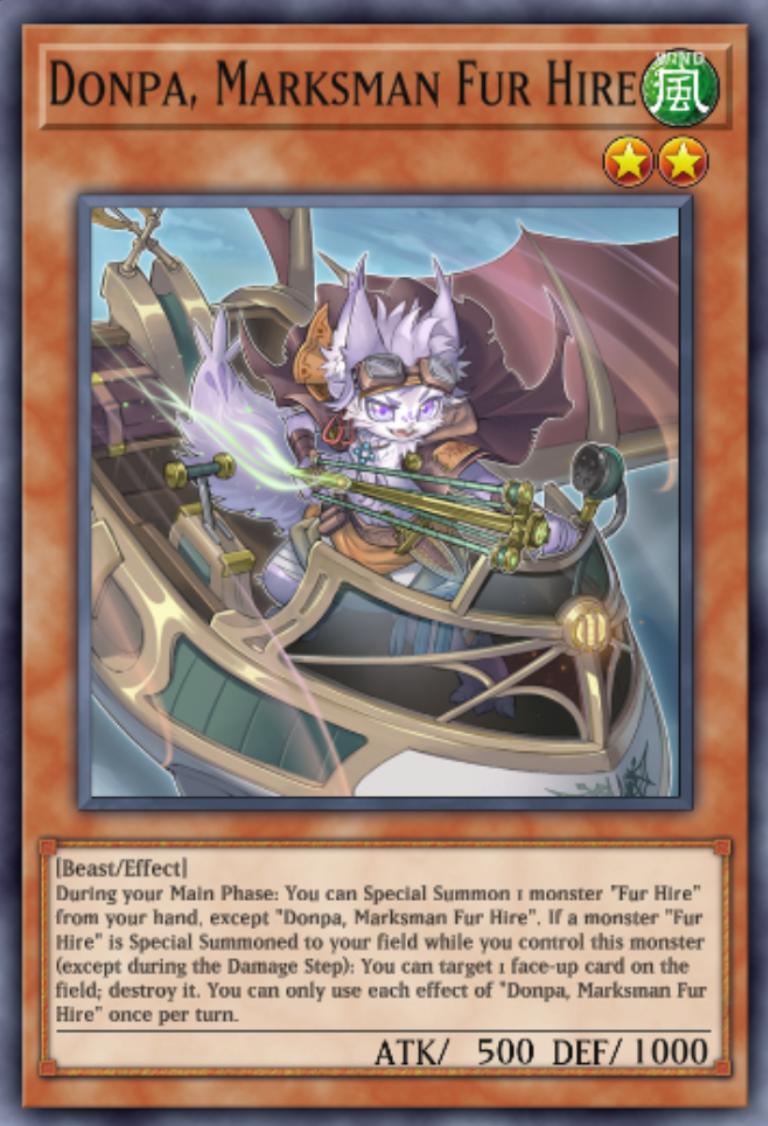 DONPA, MARKSMAN FUR HIRE
WIND
風
[Beast/Effect]
During your Main Phase: You can Special Summon 1 monster "Fur Hire"
from your hand, except "Donpa, Marksman Fur Hire". If a monster "Fur
Hire" is Special Summoned to your field while you control this monster
(except during the Damage Step): You can target 1 face-up card on the
field; destroy it. You can only use each effect of "Donpa, Marksman Fur
Hire" once per turn.
ATK/ 500 DEF/ 1000